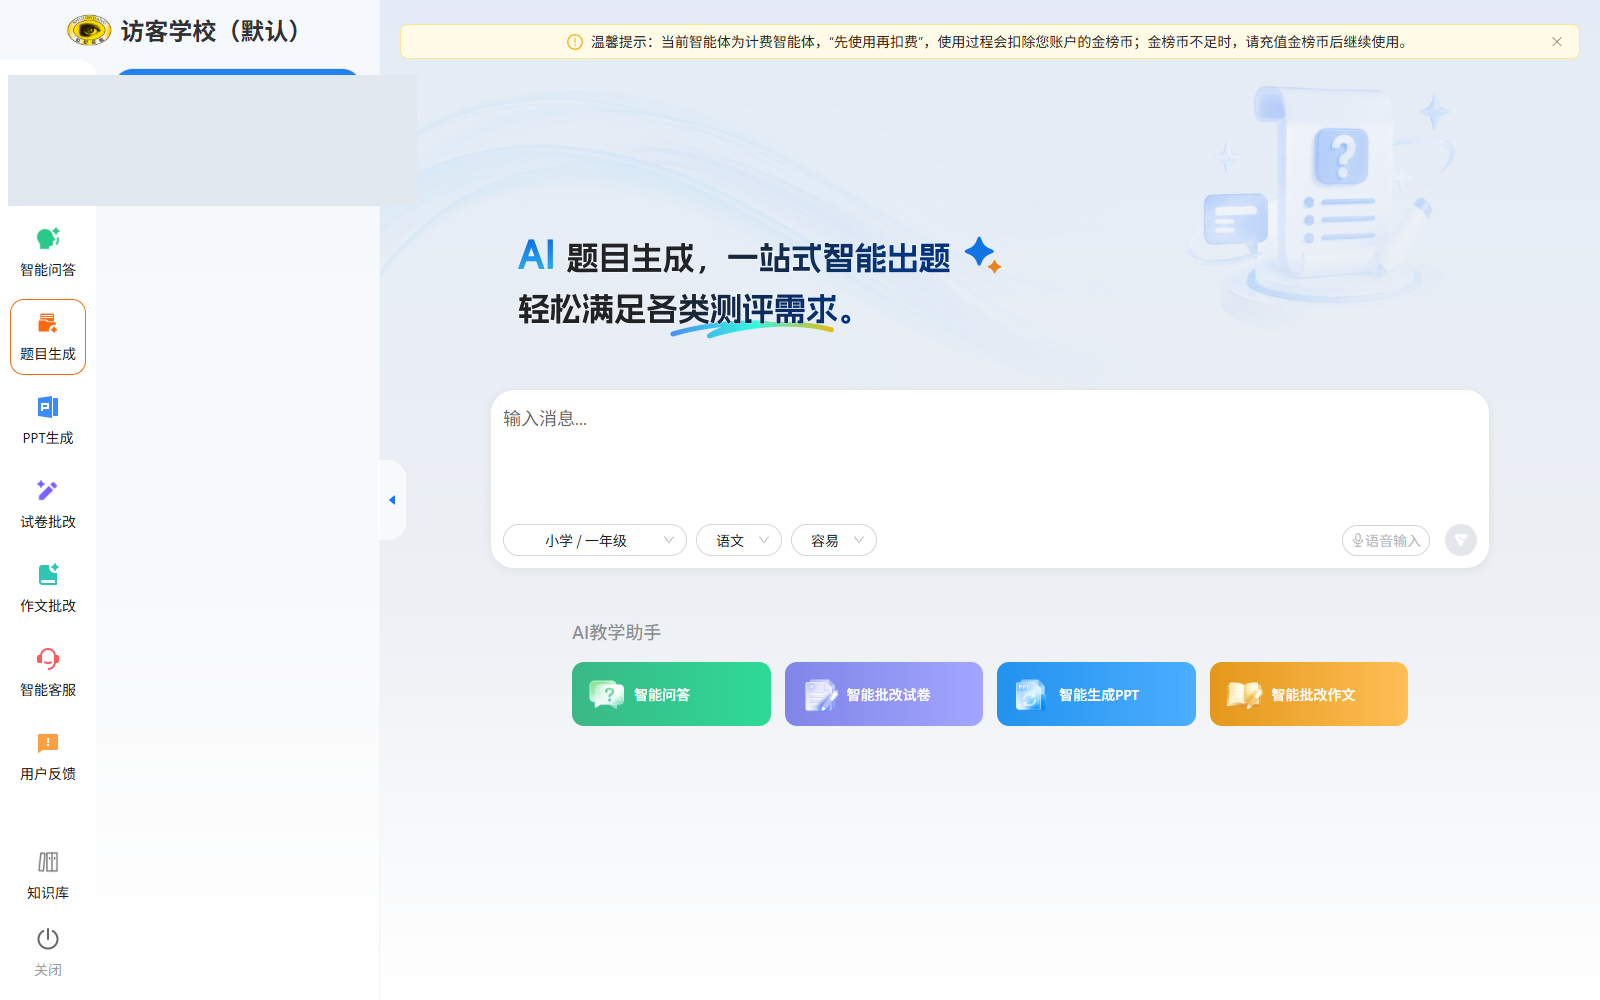 访客学校（默认）
温馨提示：当前智能体为计费智能体，“先使用再扣费”，使用过程会扣除您账户的金榜币；金榜币不足时，请充值金榜币后继续使用。
智能问答
题目生成
PPT生成
试卷批改
作文批改
智能客服
用户反馈
知识库
关闭
AI 题目生成，一站式智能出题
轻松满足各类测评需求。
输入消息...
小学 / 一年级
语文
容易
语音输入
AI教学助手
智能问答
智能批改试卷
智能生成PPT
智能批改作文